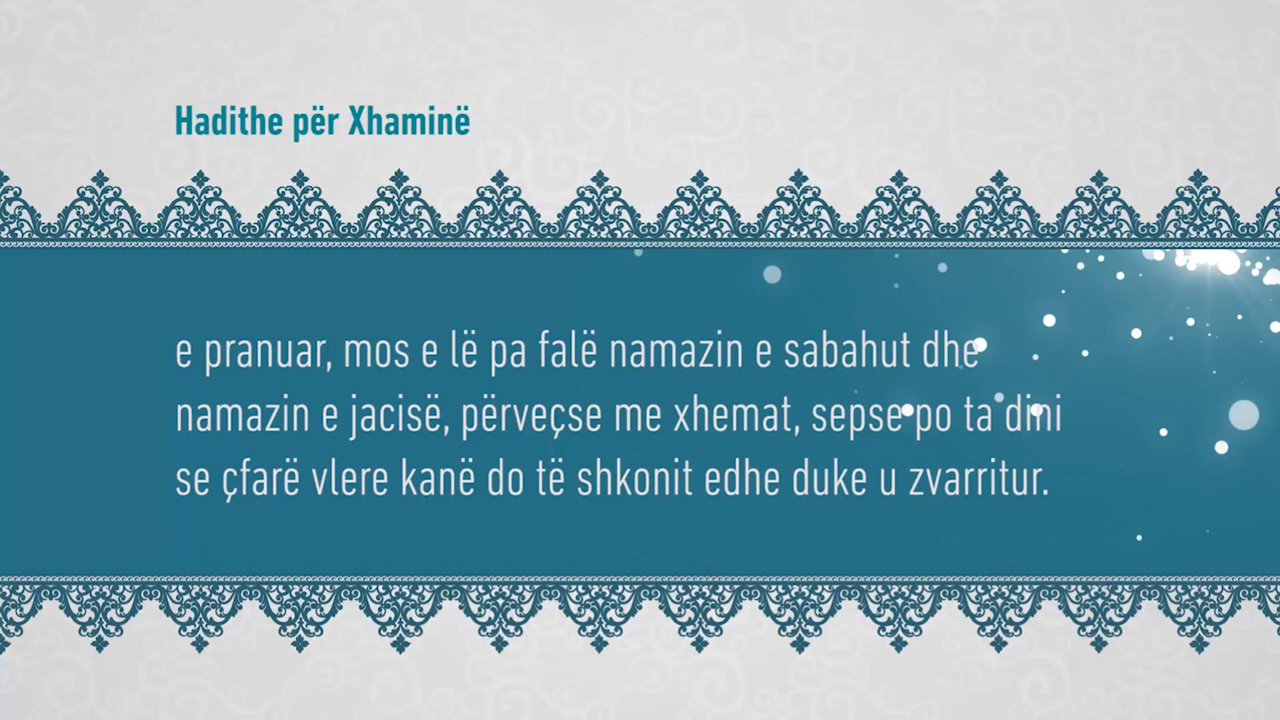 Hadithe për Xhaminë
e pranuar, mos e lë pa falë namazin e sabahut dhe
namazin e jacisë, përveçse me xhemat, sepse po ta dini
se çfarë vlere kanë do të shkonit edhe duke u zvarritur.